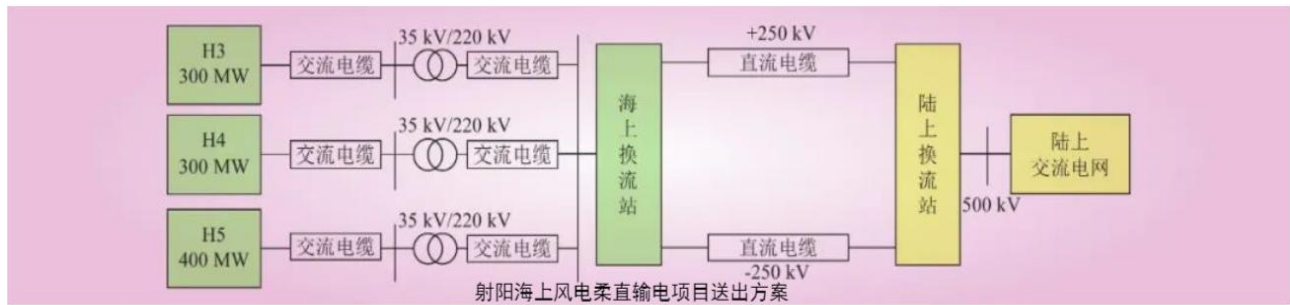 H3
300 MW
交流电缆
35 kV/220 kV
交流电缆
H4
300 MW
交流电缆
35 kV/220 kV
交流电缆
H5
400 MW
交流电缆
35 kV/220 kV
交流电缆
海上换流站
+250 kV
直流电缆
直流电缆
-250 kV
陆上换流站
500 kV
陆上
交流电网
射阳海上风电柔直输电项目送出方案